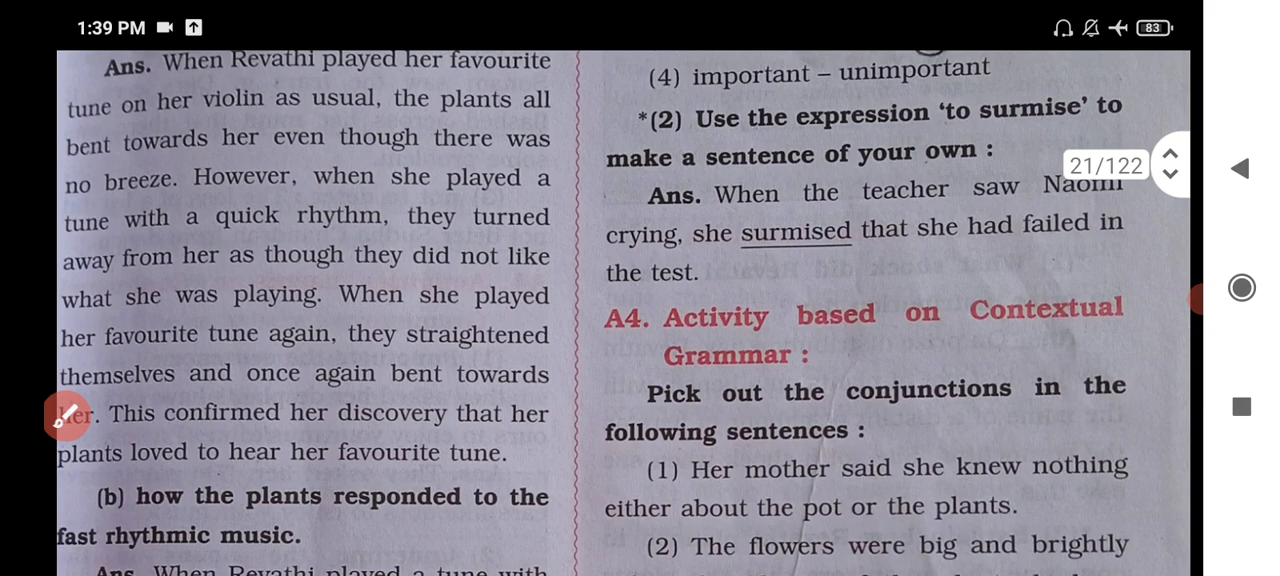 1:39 PM
83
Ans. When Revathi played her favourite
tune on her violin as usual, the plants all
bent towards her even though there was
no breeze. However, when she played a
tune with a quick rhythm, they turned
away from her as though they did not like
what she was playing. When she played
her favourite tune again, they straightened
themselves and once again bent towards
her. This confirmed her discovery that her
plants loved to hear her favourite tune.
(b) how the plants responded to the
fast rhythmic music.
Ans. When Revathi played a tune with
(4) important – unimportant
*(2) Use the expression ‘to surmise’ to
make a sentence of your own :
21/122
Ans. When the teacher saw Naomi
crying, she surmised that she had failed in
the test.
A4. Activity based on Contextual
Grammar :
Pick out the conjunctions in the
following sentences :
(1) Her mother said she knew nothing
either about the pot or the plants.
(2) The flowers were big and brightly